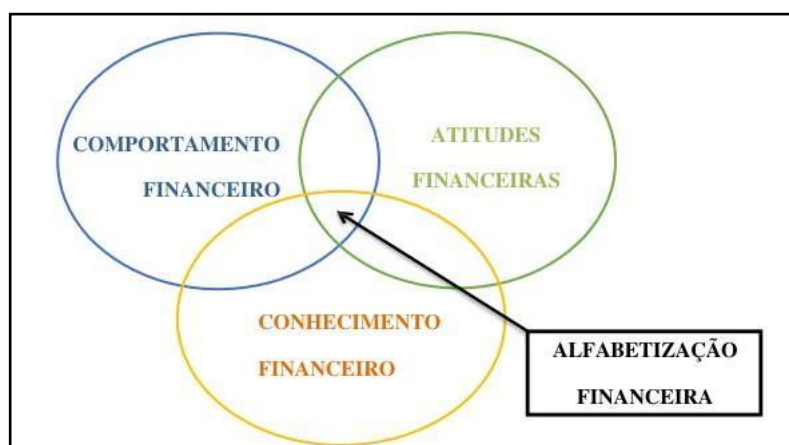 COMPORTAMENTO
FINANCEIRO
ATITUDES
FINANCEIRAS
CONHECIMENTO
FINANCEIRO
ALFABETIZAÇÃO
FINANCEIRA